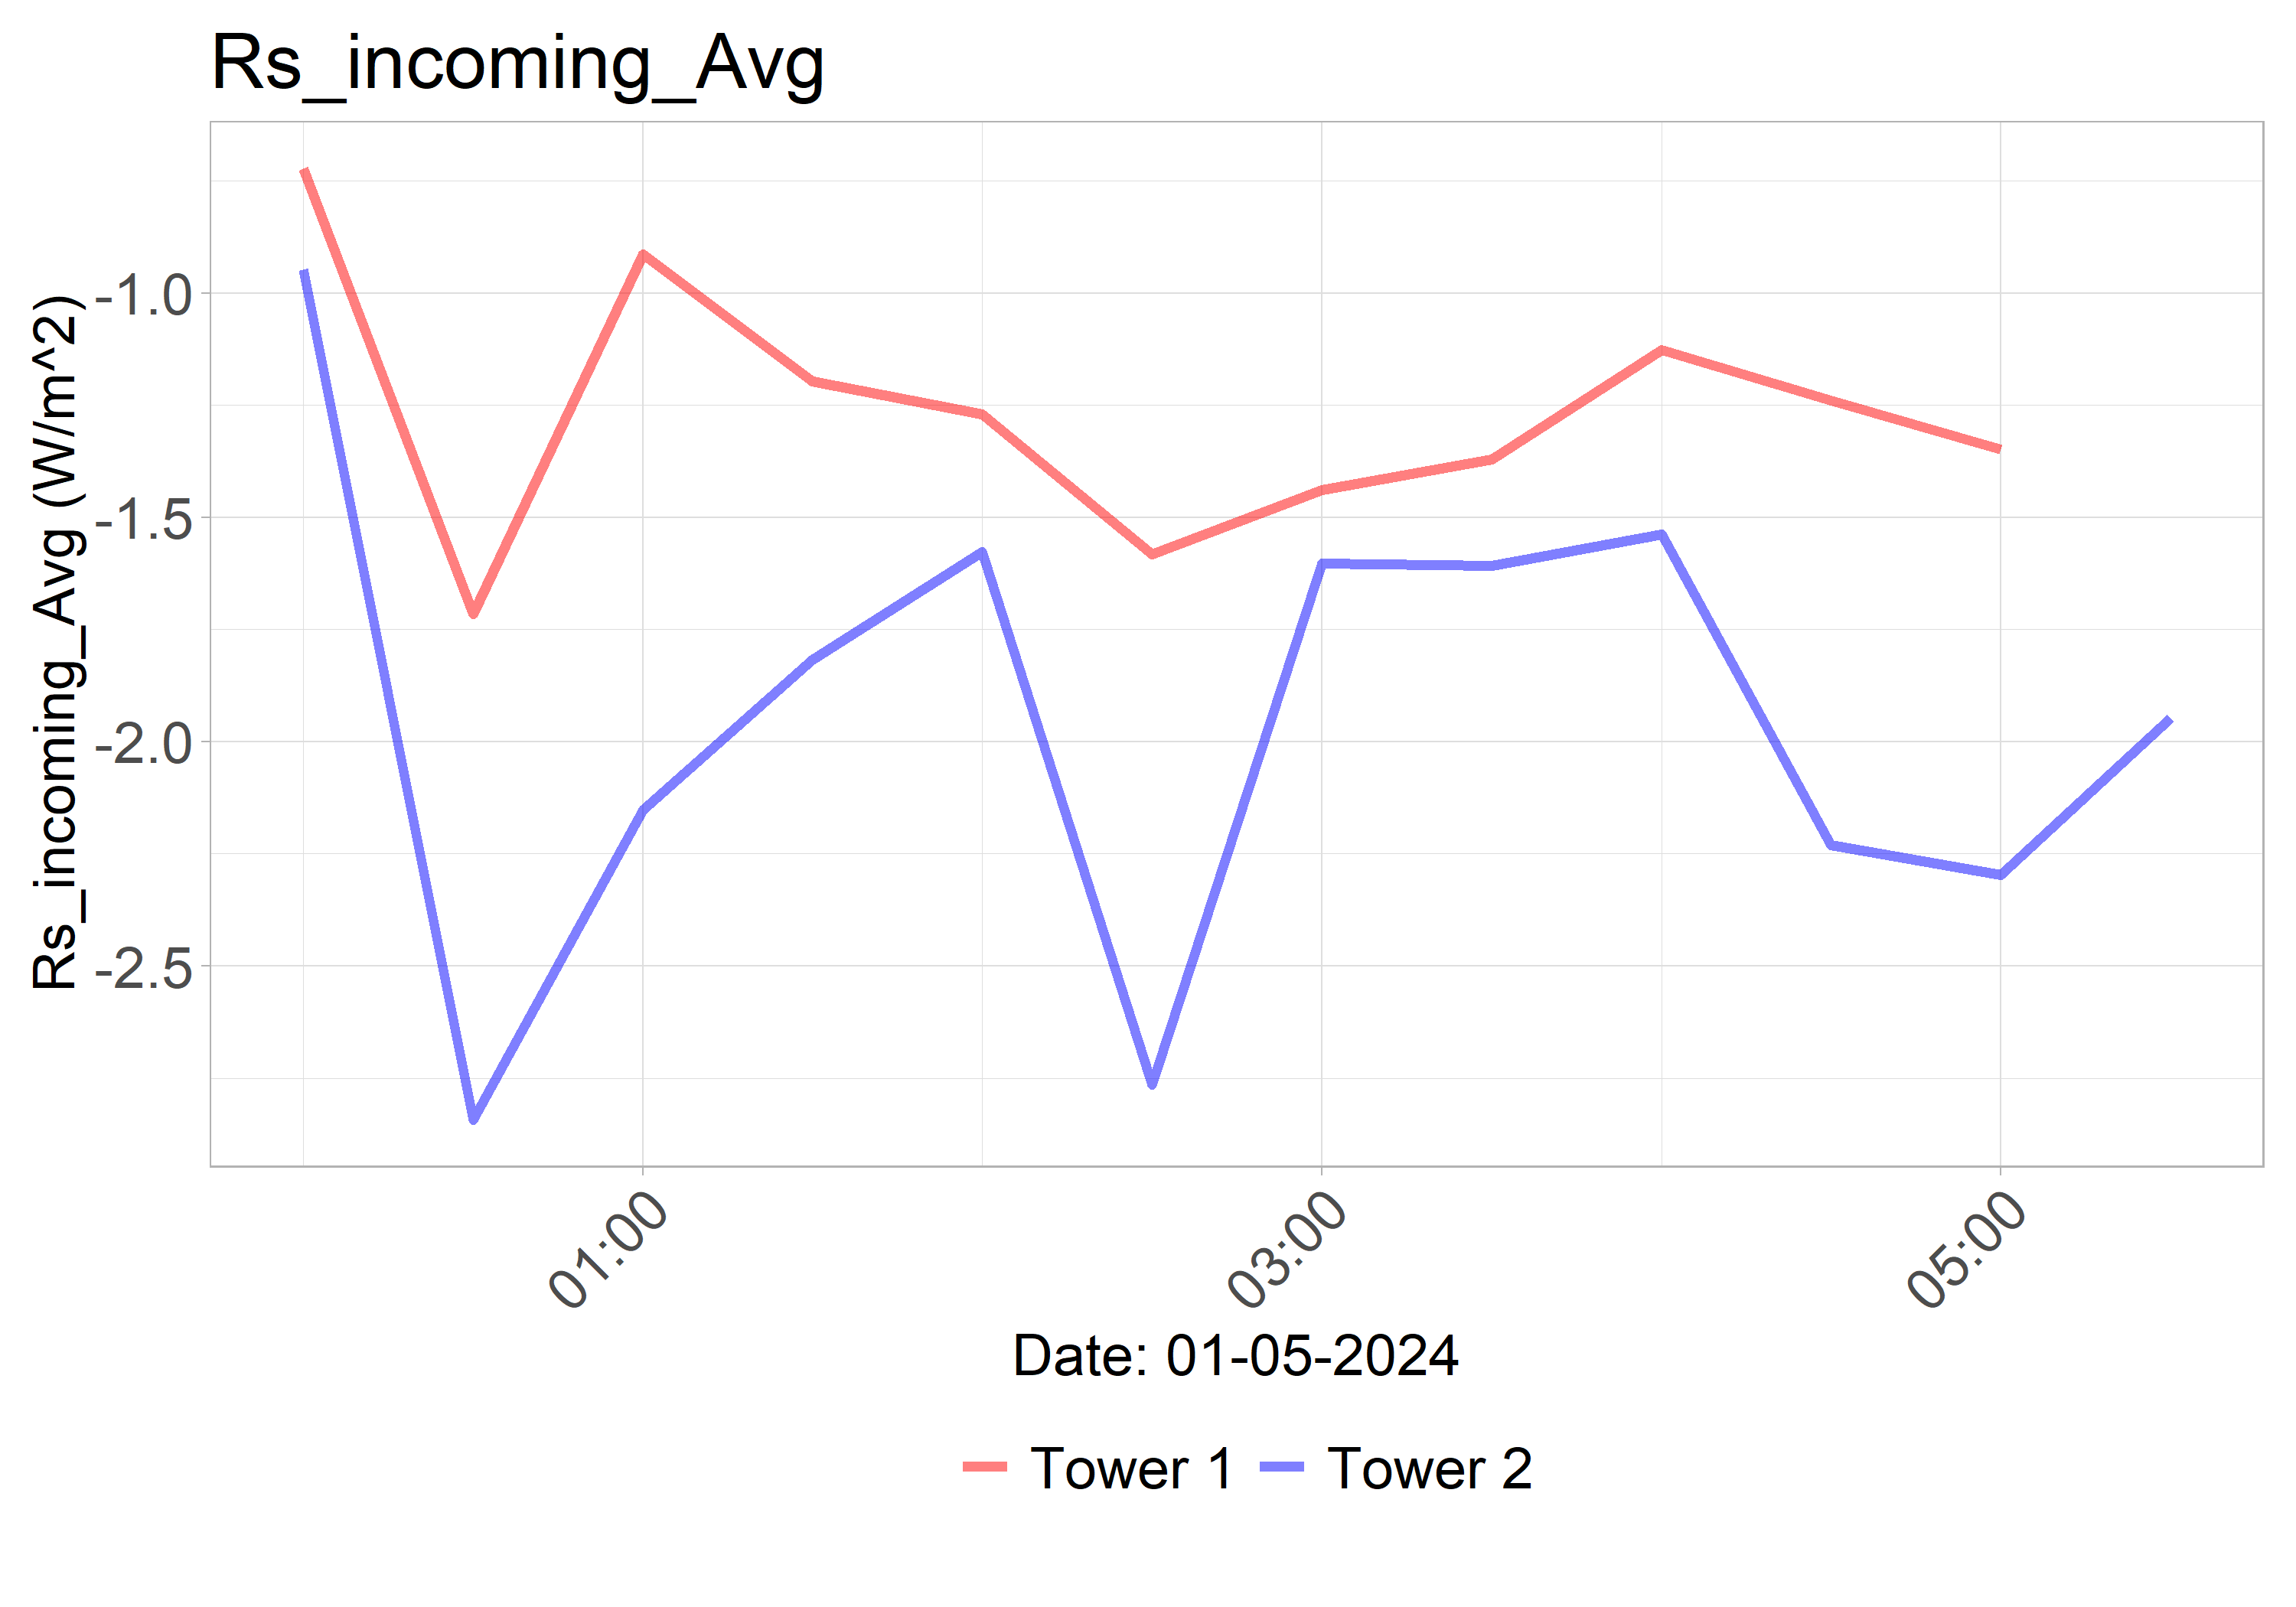 Rs_incoming_Avg
Rs_incoming_Avg (W/m^2)
-1.0
-1.5
-2.0
-2.5
01:00
03:00
05:00
Date: 01-05-2024
Tower 1 Tower 2